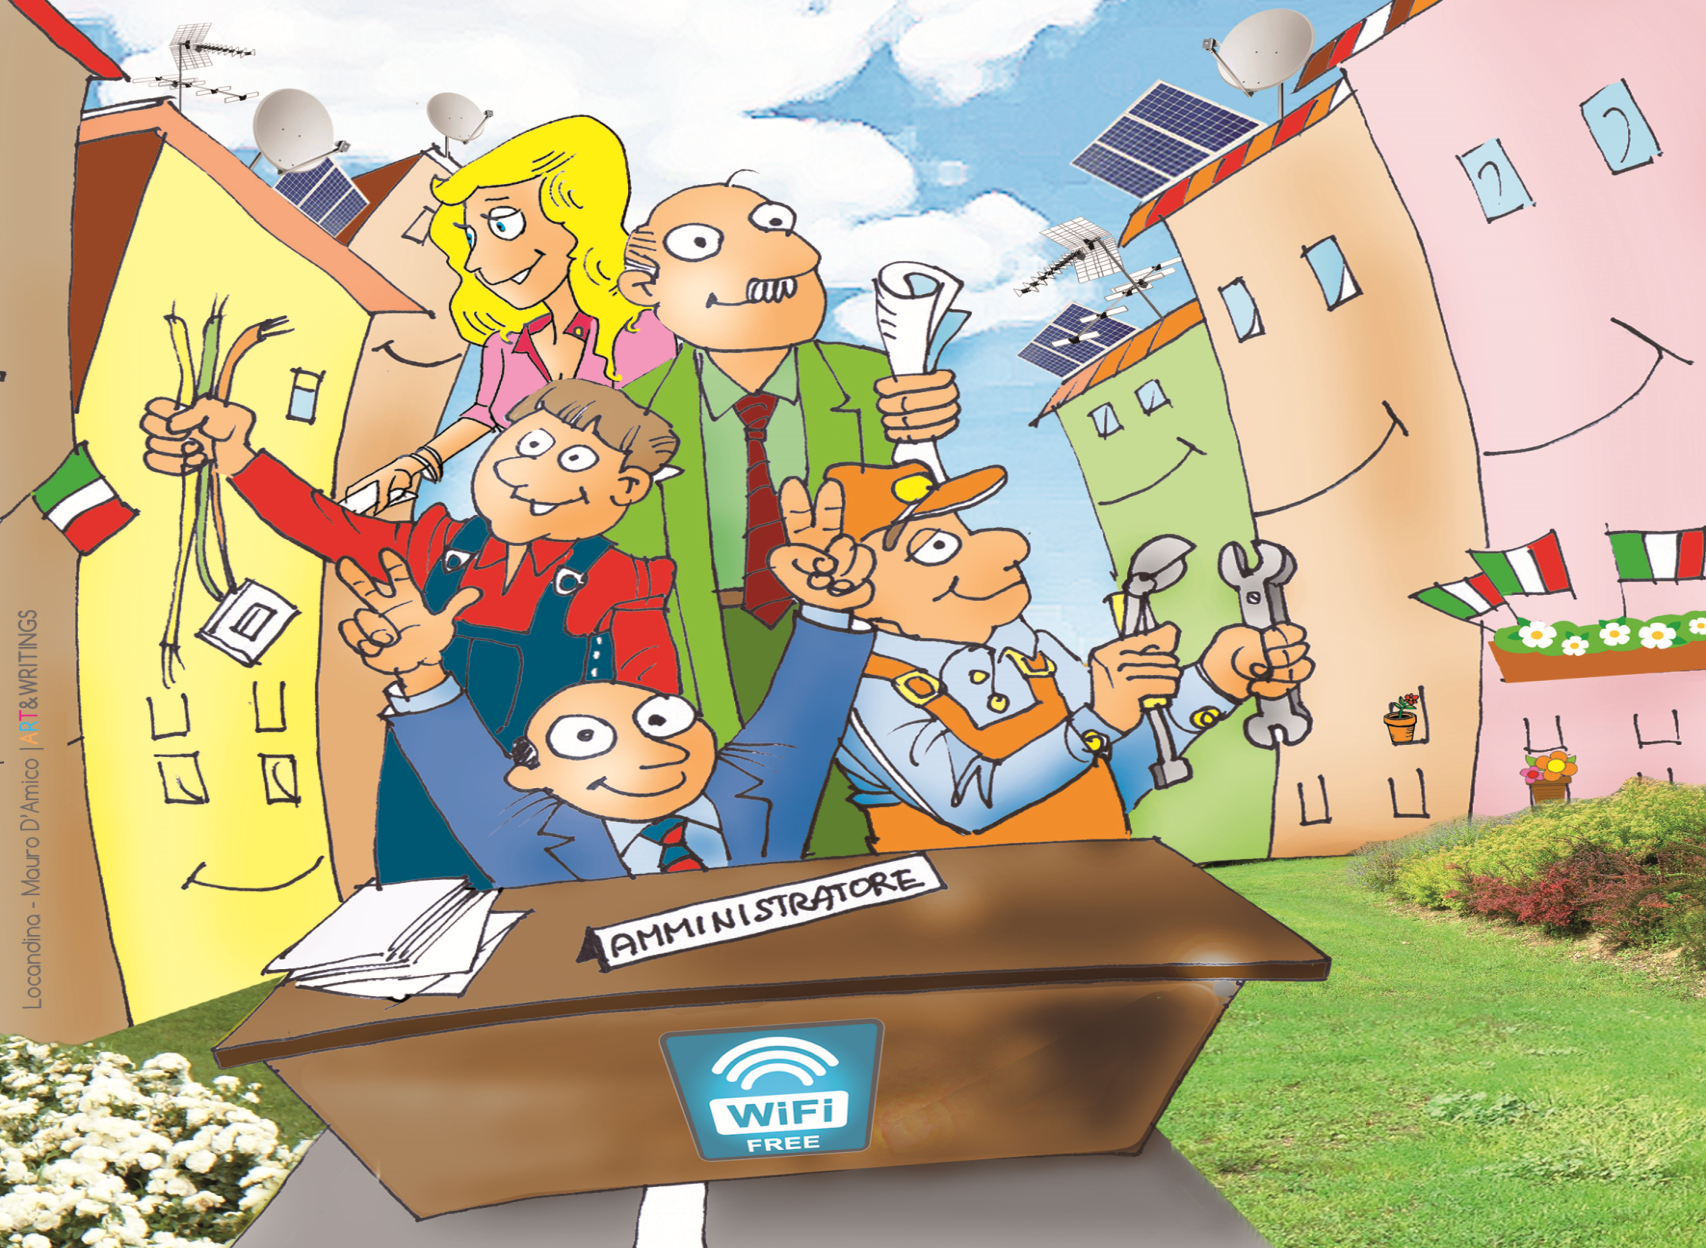 Locandina - Mauro D'Amico | ART&WRITINGS
AMMINISTRATORE
WiFi
FREE